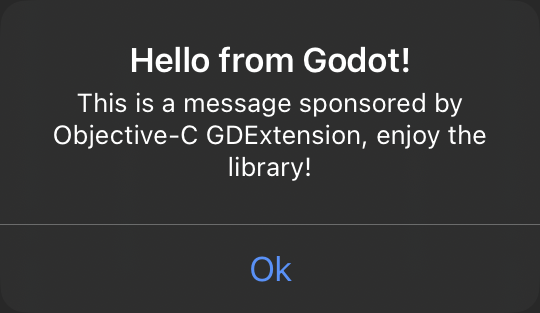 Hello from Godot!
This is a message sponsored by
Objective-C GDExtension, enjoy the
library!
Ok